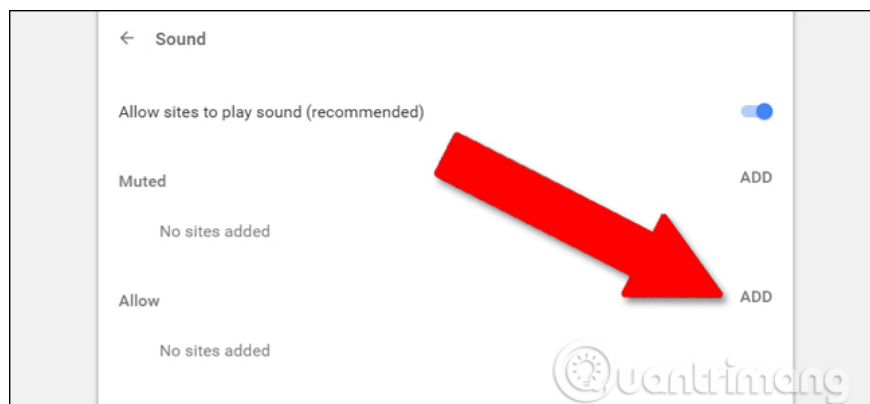 Sound
Allow sites to play sound (recommended)
Muted ADD
No sites added
Allow ADD
No sites added
Quantrimang